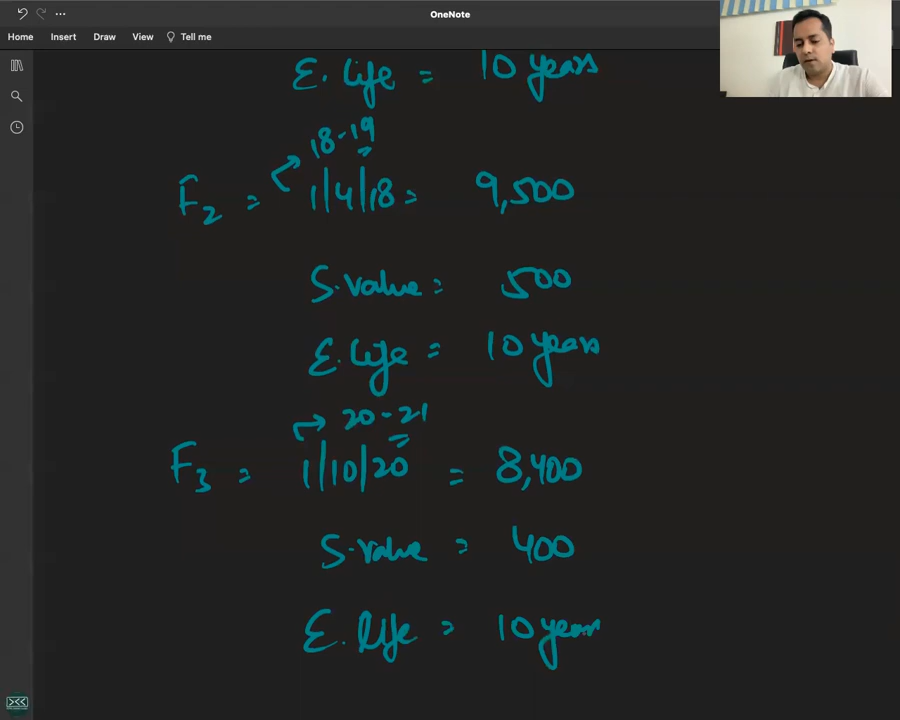 OneNote
Home Insert Draw View Tell me
E. life = 10 years
18-19
F2 = 1/4/18 = 9,500
S.value = 500
E. life = 10 years
20-21
F3 = 1/10/20 = 8,400
S.value = 400
E. life = 10 years